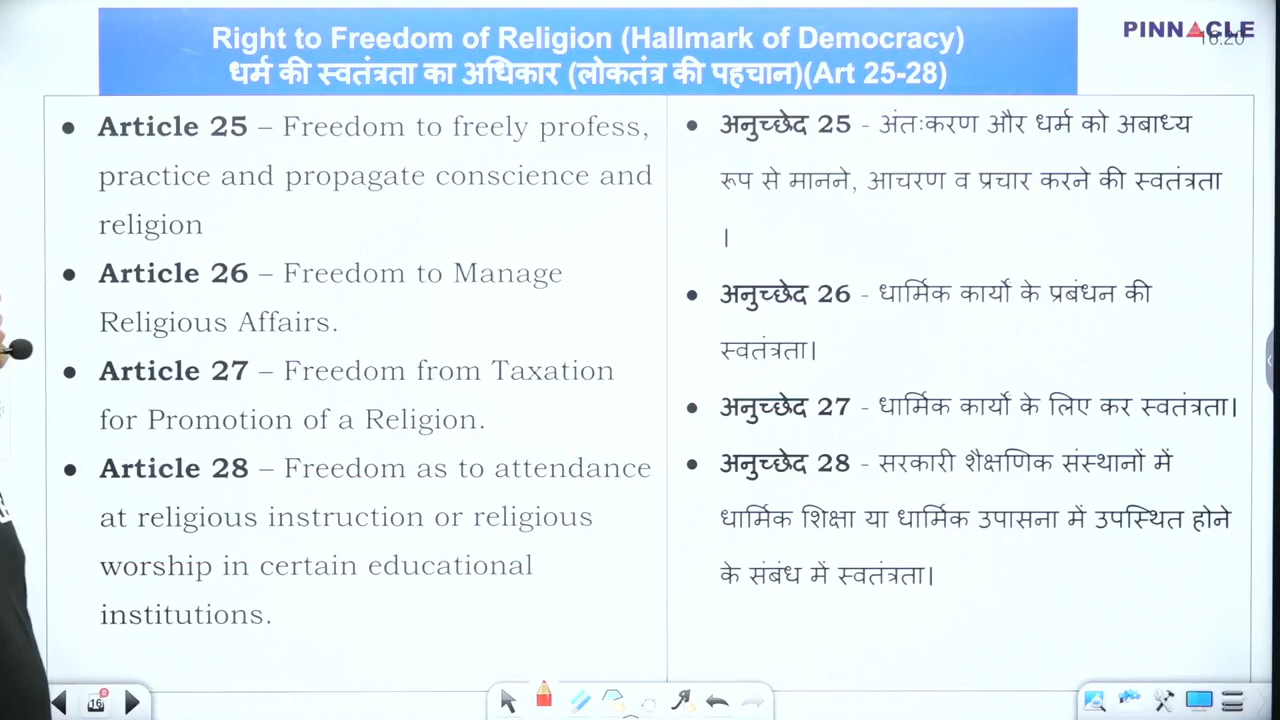 Right to Freedom of Religion (Hallmark of Democracy)
धर्म की स्वतंत्रता का अधिकार (लोकतंत्र की पहचान)(Art 25-28)
PINNACLE
16:20
● Article 25 – Freedom to freely profess,
practice and propagate conscience and
religion
● Article 26 – Freedom to Manage
Religious Affairs.
● Article 27 – Freedom from Taxation
for Promotion of a Religion.
● Article 28 – Freedom as to attendance
at religious instruction or religious
worship in certain educational
institutions.
● अनुच्छेद 25 - अंतःकरण और धर्म को अबाध्य
रूप से मानने, आचरण व प्रचार करने की स्वतंत्रता
|
● अनुच्छेद 26 - धार्मिक कार्यो के प्रबंधन की
स्वतंत्रता|
● अनुच्छेद 27 - धार्मिक कार्यो के लिए कर स्वतंत्रता|
● अनुच्छेद 28 - सरकारी शैक्षणिक संस्थानों में
धार्मिक शिक्षा या धार्मिक उपासना में उपस्थित होने
के संबंध में स्वतंत्रता|
16
0